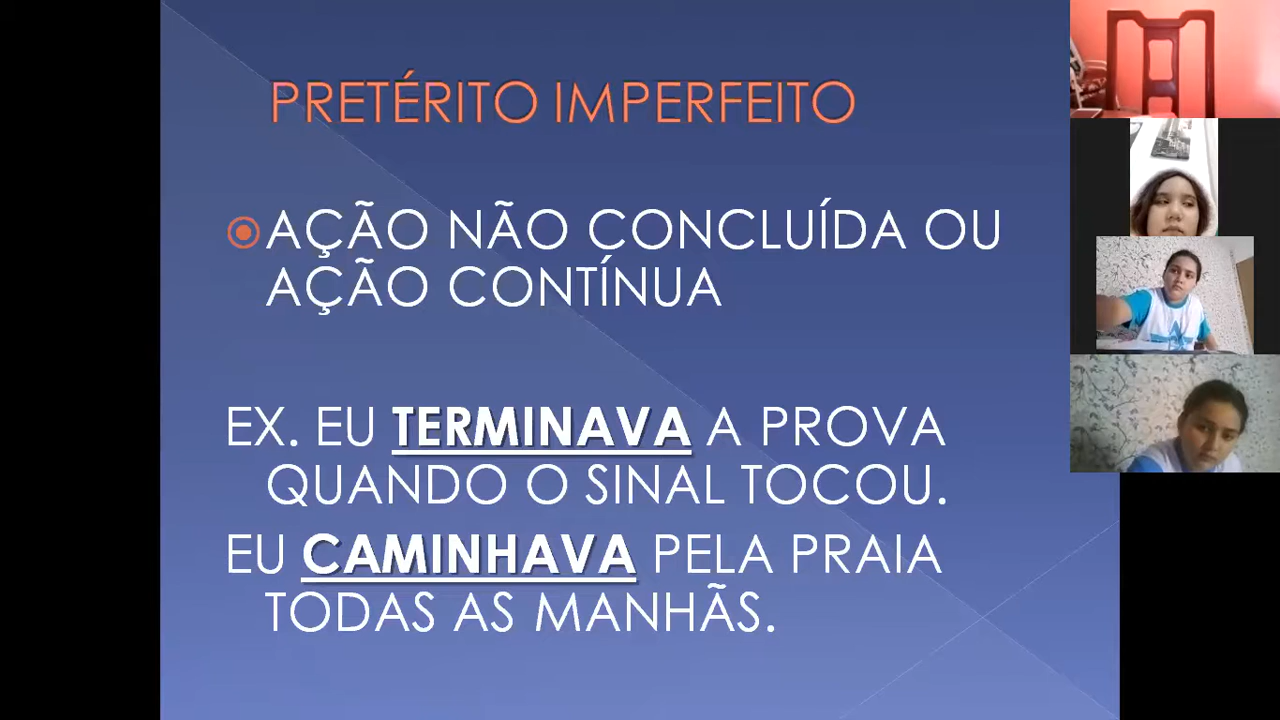 PRETÉRITO IMPERFEITO
AÇÃO NÃO CONCLUÍDA OU
AÇÃO CONTÍNUA
EX. EU TERMINAVA A PROVA
QUANDO O SINAL TOCOU.
EU CAMINHAVA PELA PRAIA
TODAS AS MANHÃS.